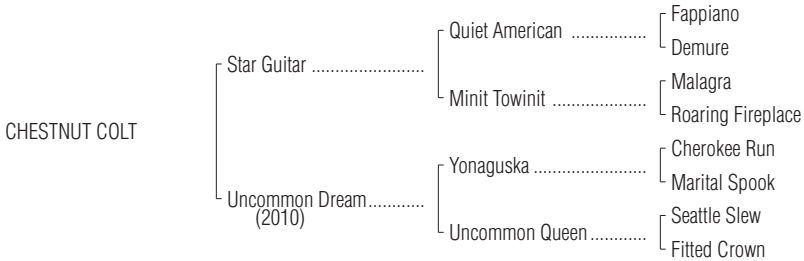 Fappiano
Quiet American ................
Demure
Star Guitar ........................
Malagra
Minit Towinit ....................
Roaring Fireplace
CHESTNUT COLT
Cherokee Run
Yonaguska ........................
Marital Spook
Uncommon Dream............
(2010)
Seattle Slew
Uncommon Queen............
Fitted Crown